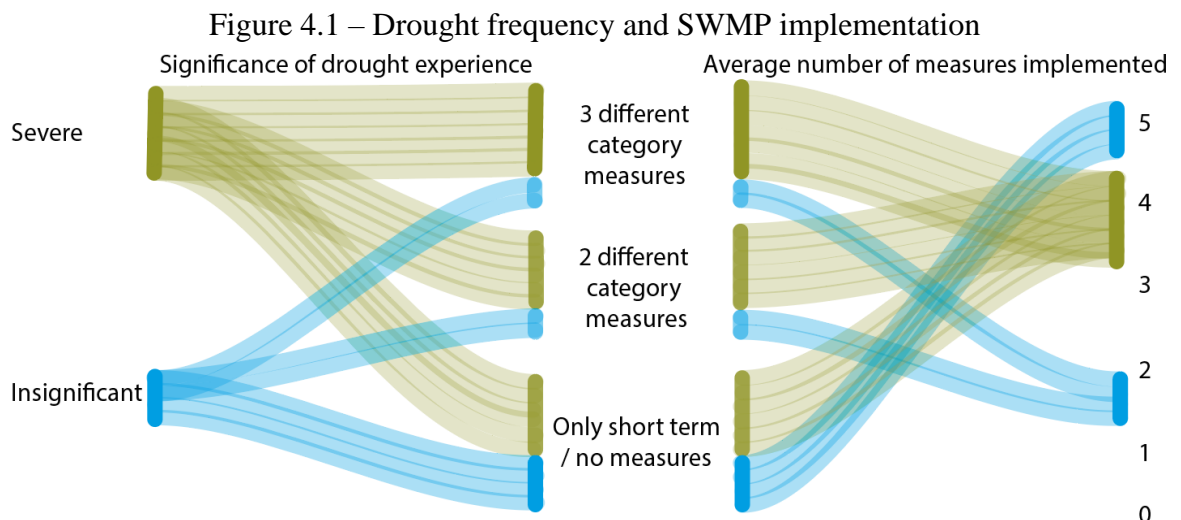 Figure 4.1 – Drought frequency and SWMP implementation
Significance of drought experience
Average number of measures implemented
Severe
Insignificant
3 different
category
measures
2 different
category
measures
Only short term
/ no measures
5
4
3
2
1
0